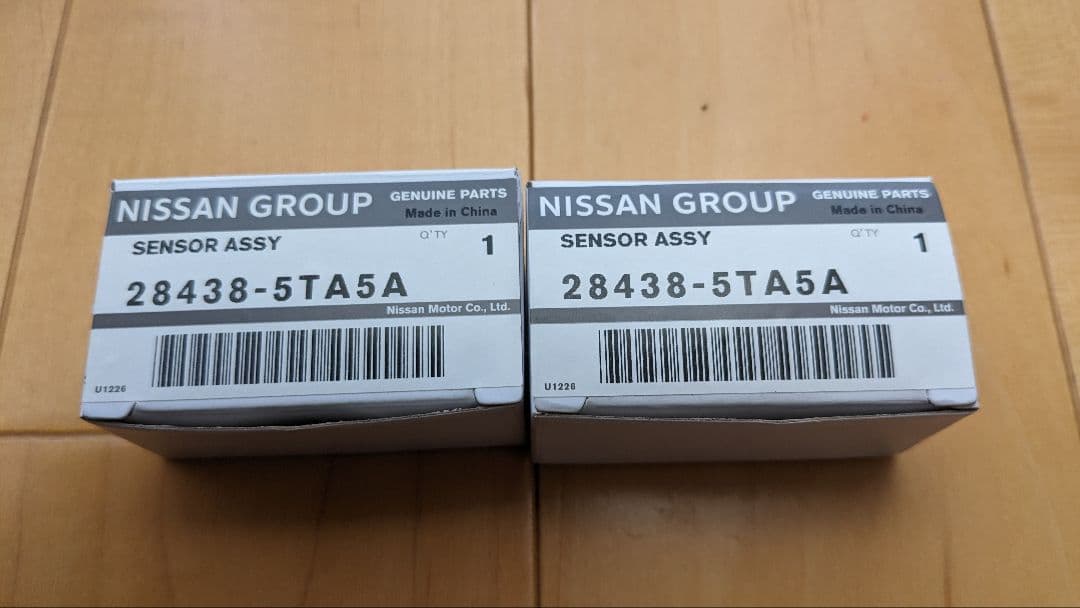 NISSAN GROUP GENUINE PARTS
Made in China
SENSOR ASSY Q'TY 1
28438-5TA5A
Nissan Motor Co., Ltd.
U1226
NISSAN GROUP GENUINE PARTS
Made in China
SENSOR ASSY Q'TY 1
28438-5TA5A
Nissan Motor Co., Ltd.
U1226